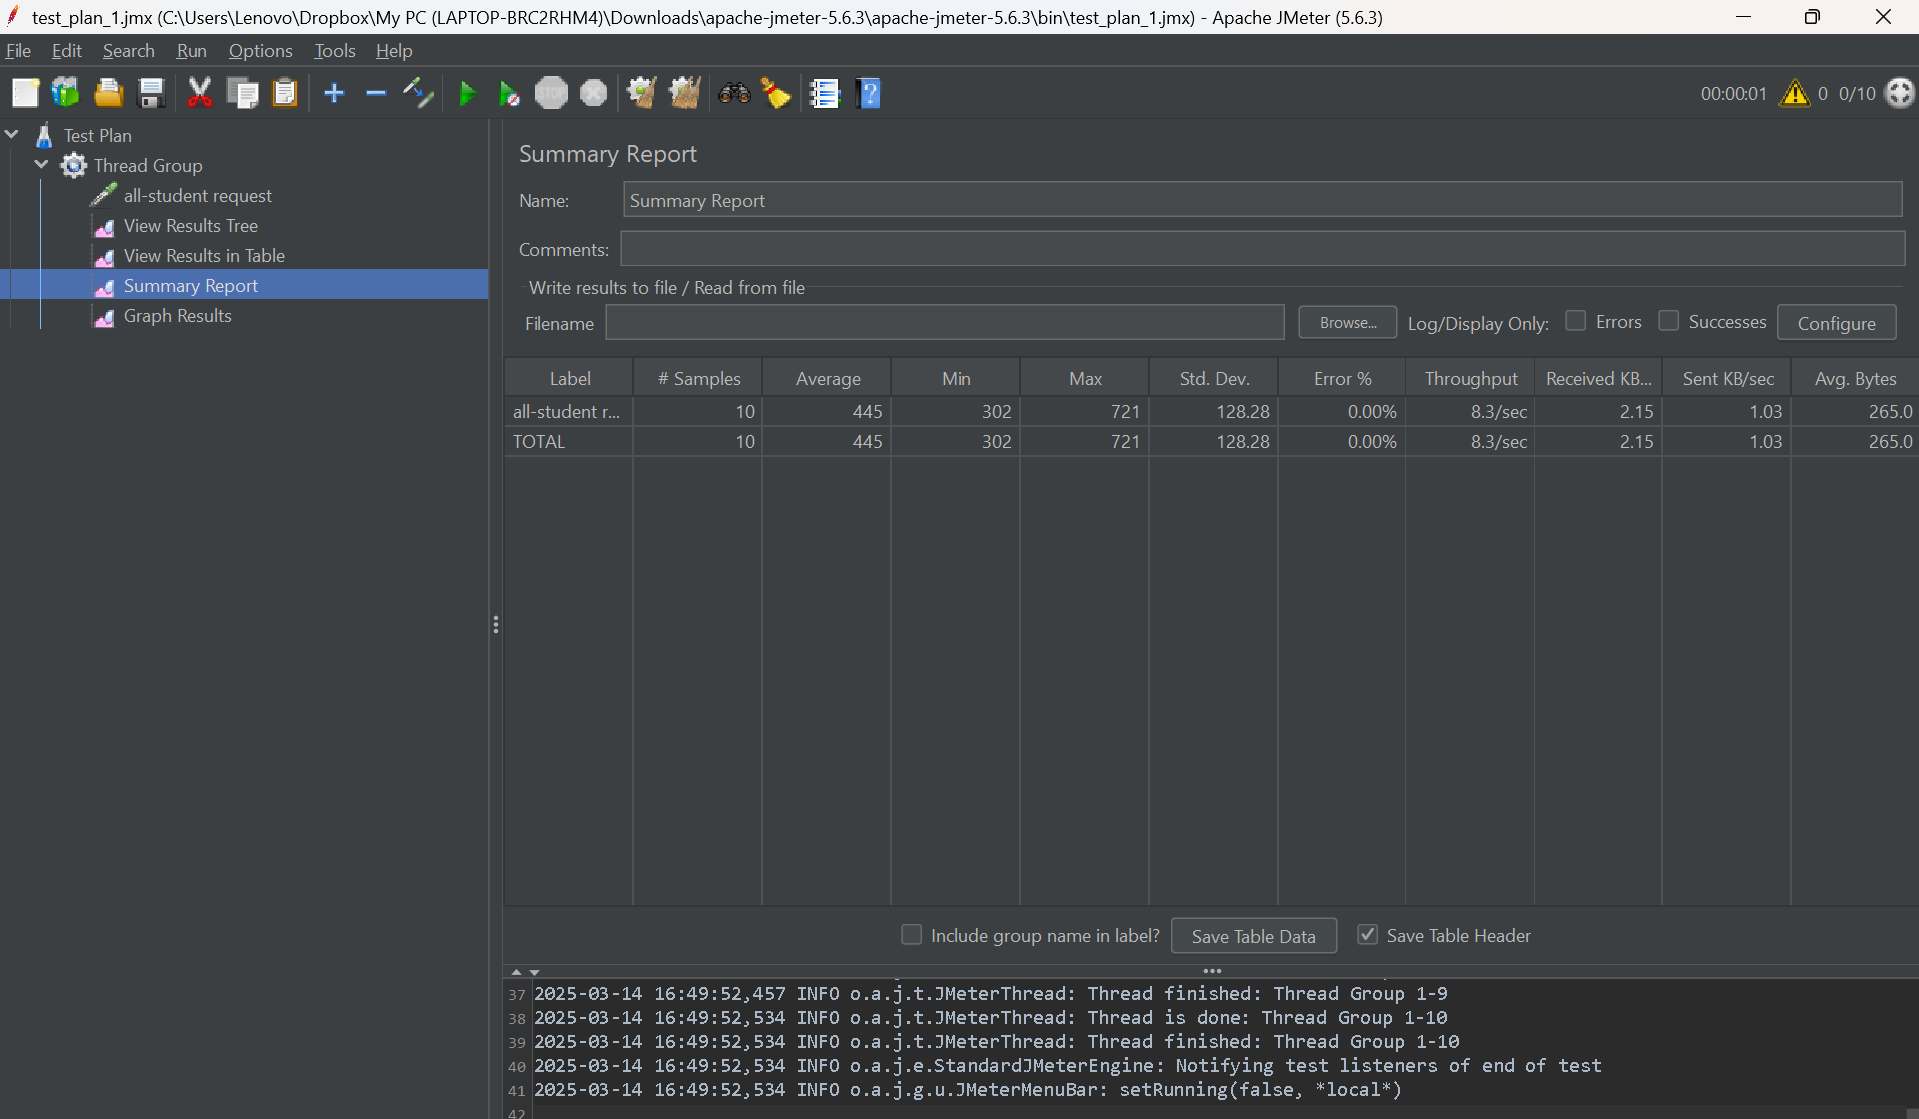 test_plan_1.jmx (C:\Users\Lenovo\Dropbox\My PC (LAPTOP-BRC2RHM4)\Downloads\apache-jmeter-5.6.3\apache-jmeter-5.6.3\bin\test_plan_1.jmx) - Apache JMeter (5.6.3)
File Edit Search Run Options Tools Help
STOP ? 00:00:01 0 0/10
Test Plan
Thread Group
all-student request
View Results Tree
View Results in Table
Summary Report
Graph Results
Summary Report
Name: Summary Report
Comments:
Write results to file / Read from file
Filename Browse... Log/Display Only: Errors Successes Configure
Label # Samples Average Min Max Std. Dev. Error % Throughput Received KB... Sent KB/sec Avg. Bytes
all-student r... 10 445 302 721 128.28 0.00% 8.3/sec 2.15 1.03 265.0
TOTAL 10 445 302 721 128.28 0.00% 8.3/sec 2.15 1.03 265.0
Include group name in label? Save Table Data Save Table Header
37 2025-03-14 16:49:52,457 INFO o.a.j.t.JMeterThread: Thread finished: Thread Group 1-9
38 2025-03-14 16:49:52,534 INFO o.a.j.t.JMeterThread: Thread is done: Thread Group 1-10
39 2025-03-14 16:49:52,534 INFO o.a.j.t.JMeterThread: Thread finished: Thread Group 1-10
40 2025-03-14 16:49:52,534 INFO o.a.j.e.StandardJMeterEngine: Notifying test listeners of end of test
41 2025-03-14 16:49:52,534 INFO o.a.j.g.u.JMeterMenuBar: setRunning(false, *local*)
42